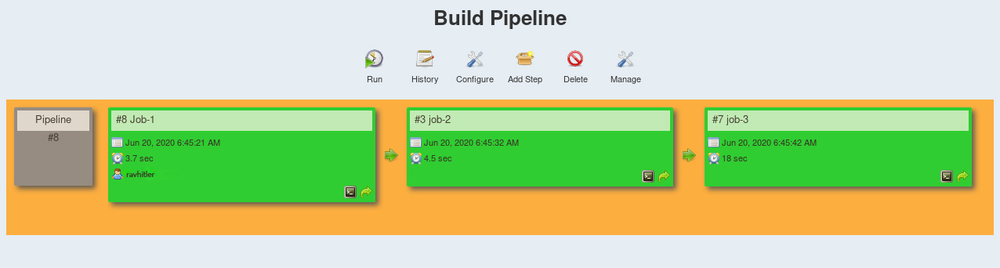 Build Pipeline
Run History Configure Add Step Delete Manage
Pipeline
#8
#8 Job-1
Jun 20, 2020 6:45:21 AM
3.7 sec
ravhitler
#3 job-2
Jun 20, 2020 6:45:32 AM
4.5 sec
#7 job-3
Jun 20, 2020 6:45:42 AM
18 sec